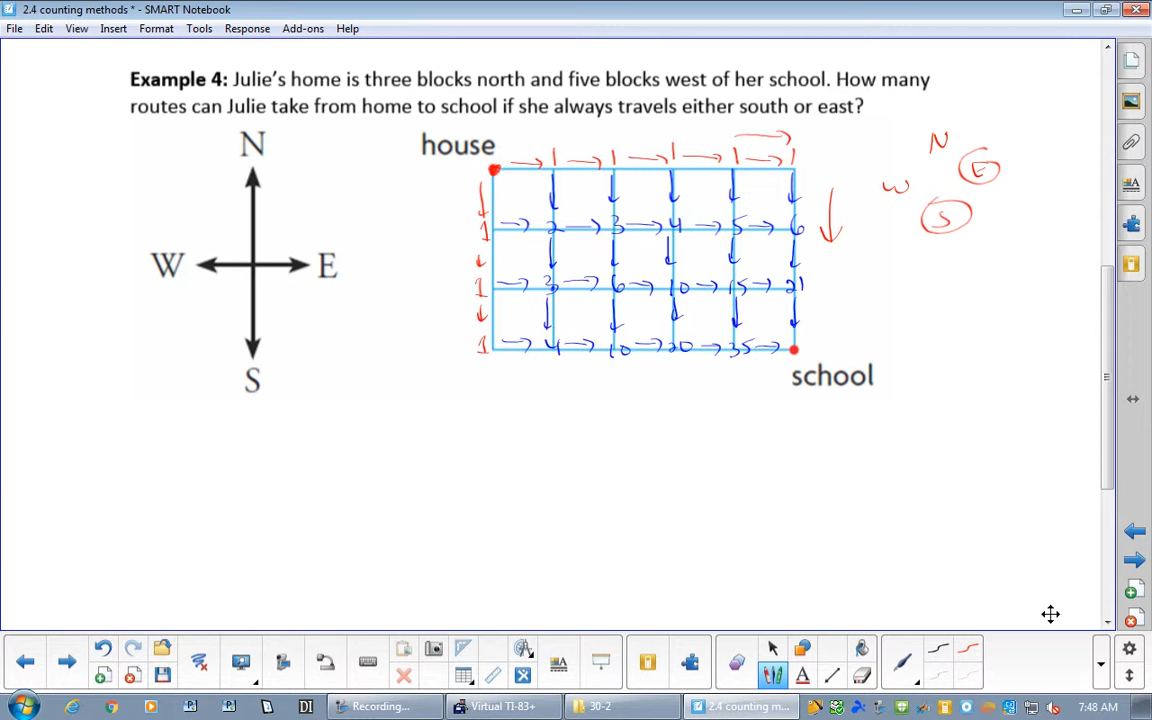 2.4 counting methods * - SMART Notebook
File Edit View Insert Format Tools Response Add-ons Help
Example 4: Julie's home is three blocks north and five blocks west of her school. How many
routes can Julie take from home to school if she always travels either south or east?
N
W E
S
house
1 1 1 1 1
1 2 3 4 5 6
1 3 6 10 15 21
1 4 10 20 35
school
N
E
W
S
Recording...
Virtual TI-83+
30-2
2.4 counting m...
DI
7:48 AM